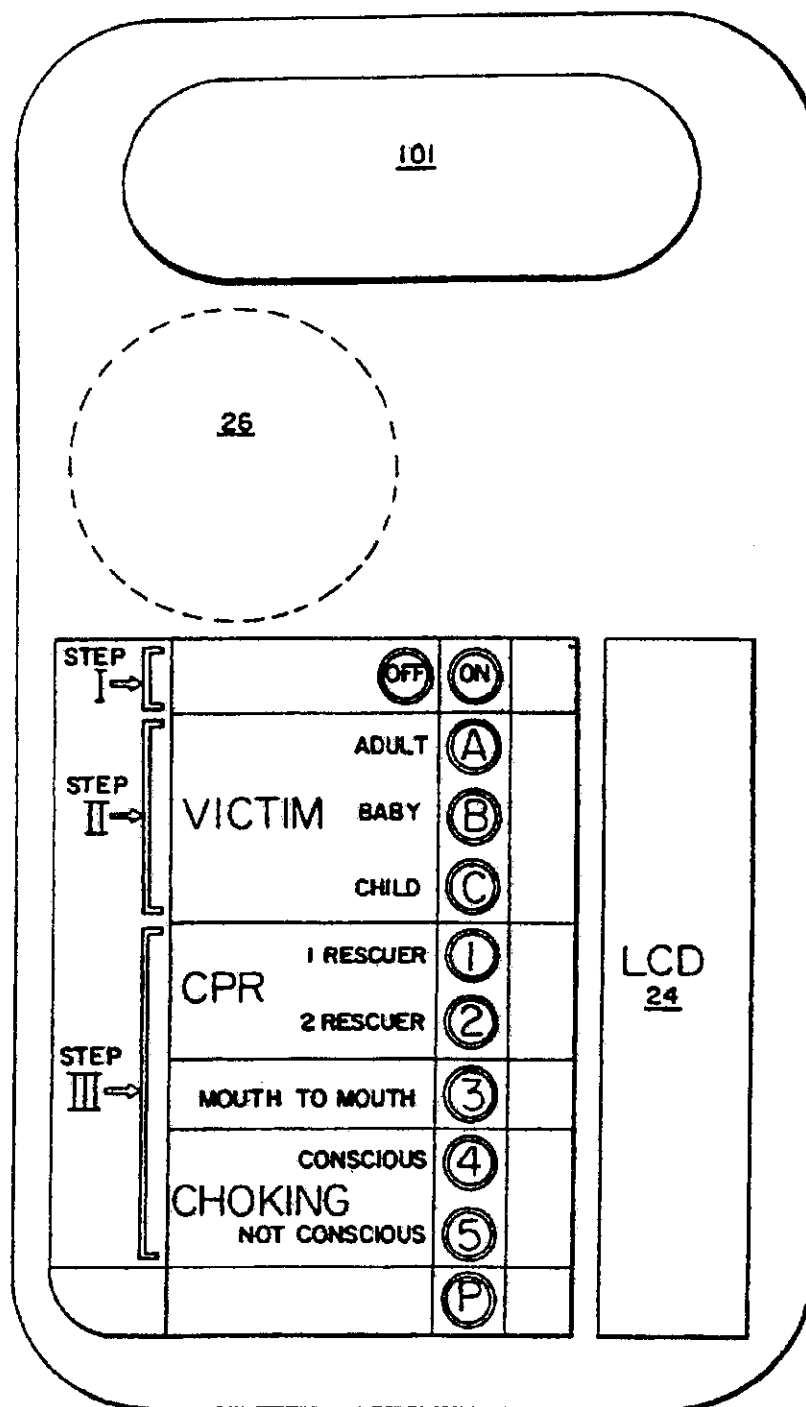 101
26
STEP
I
OFF ON
ADULT A
STEP
II
VICTIM BABY B
CHILD C
1 RESCUER 1
CPR
2 RESCUER 2
LCD
24
STEP
III
MOUTH TO MOUTH 3
CONSCIOUS 4
CHOKING
NOT CONSCIOUS 5
P